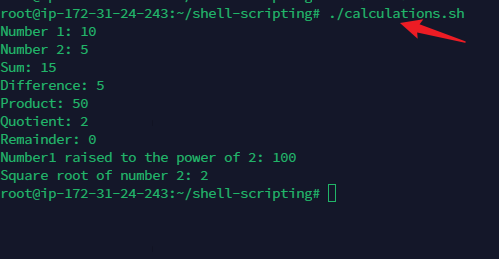 root@ip-172-31-24-243:~/shell-scripting# ./calculations.sh
Number 1: 10
Number 2: 5
Sum: 15
Difference: 5
Product: 50
Quotient: 2
Remainder: 0
Number1 raised to the power of 2: 100
Square root of number 2: 2
root@ip-172-31-24-243:~/shell-scripting#